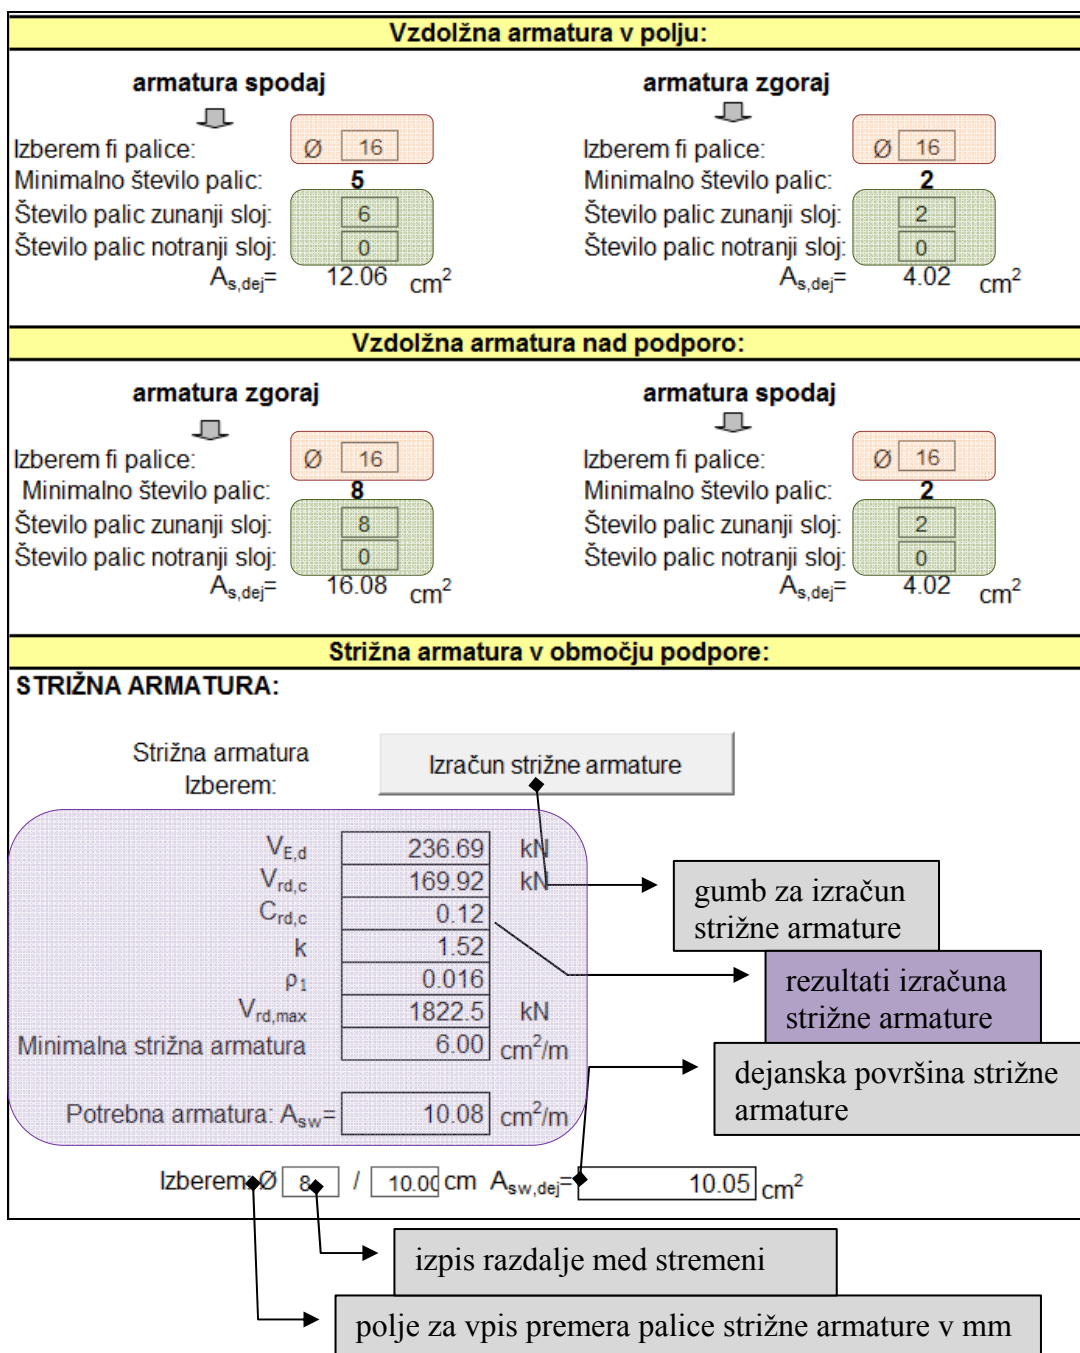 Vzdolžna armatura v polju:
armatura spodaj
armatura zgoraj
Izberem fi palice: Ø 16
Izberem fi palice: Ø 16
Minimalno število palic: 5
Minimalno število palic: 2
Število palic zunanji sloj: 6
Število palic zunanji sloj: 2
Število palic notranji sloj: 0
Število palic notranji sloj: 0
As,dej= 12.06 cm²
As,dej= 4.02 cm²
Vzdolžna armatura nad podporo:
armatura zgoraj
armatura spodaj
Izberem fi palice: Ø 16
Izberem fi palice: Ø 16
Minimalno število palic: 8
Minimalno število palic: 2
Število palic zunanji sloj: 8
Število palic zunanji sloj: 2
Število palic notranji sloj: 0
Število palic notranji sloj: 0
As,dej= 16.08 cm²
As,dej= 4.02 cm²
Strižna armatura v območju podpore:
STRIŽNA ARMATURA:
Strižna armatura
Izberem:
Izračun strižne armature
VE,d 236.69 kN
Vrd,c 169.92 kN
Crd,c 0.12
k 1.52
ρ1 0.016
Vrd,max 1822.5 kN
Minimalna strižna armatura 6.00 cm²/m
Potrebna armatura: Asw= 10.08 cm²/m
Izberem: Ø 8 / 10.00 cm Asw,dej= 10.05 cm²
gumb za izračun
strižne armature
rezultati izračuna
strižne armature
dejanska površina strižne
armature
izpis razdalje med stremeni
polje za vpis premera palice strižne armature v mm